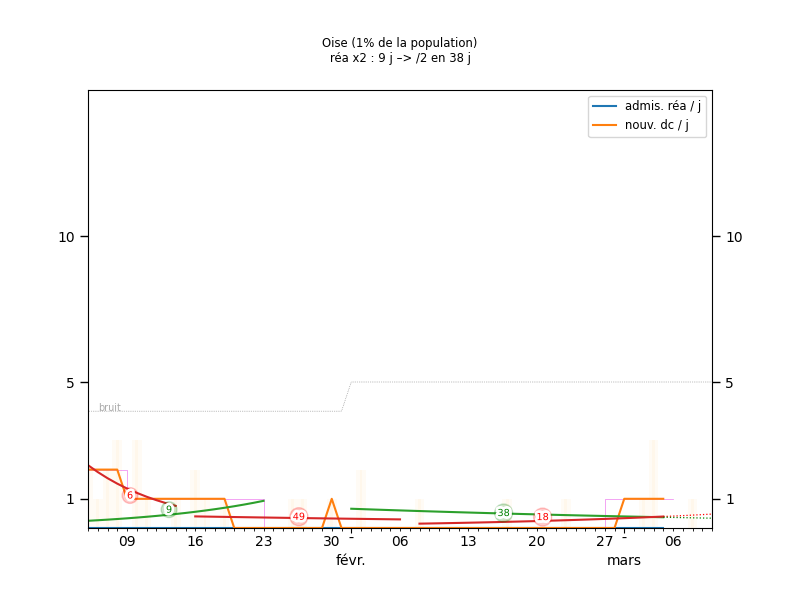 Oise (1% de la population)
réa x2 : 9 j –> /2 en 38 j
admis. réa / j
nouv. dc / j
10 10
5 5
bruit
1 1
6 9 49 38 18
09 16 23 30 - 06 13 20 27 - 06
févr. mars